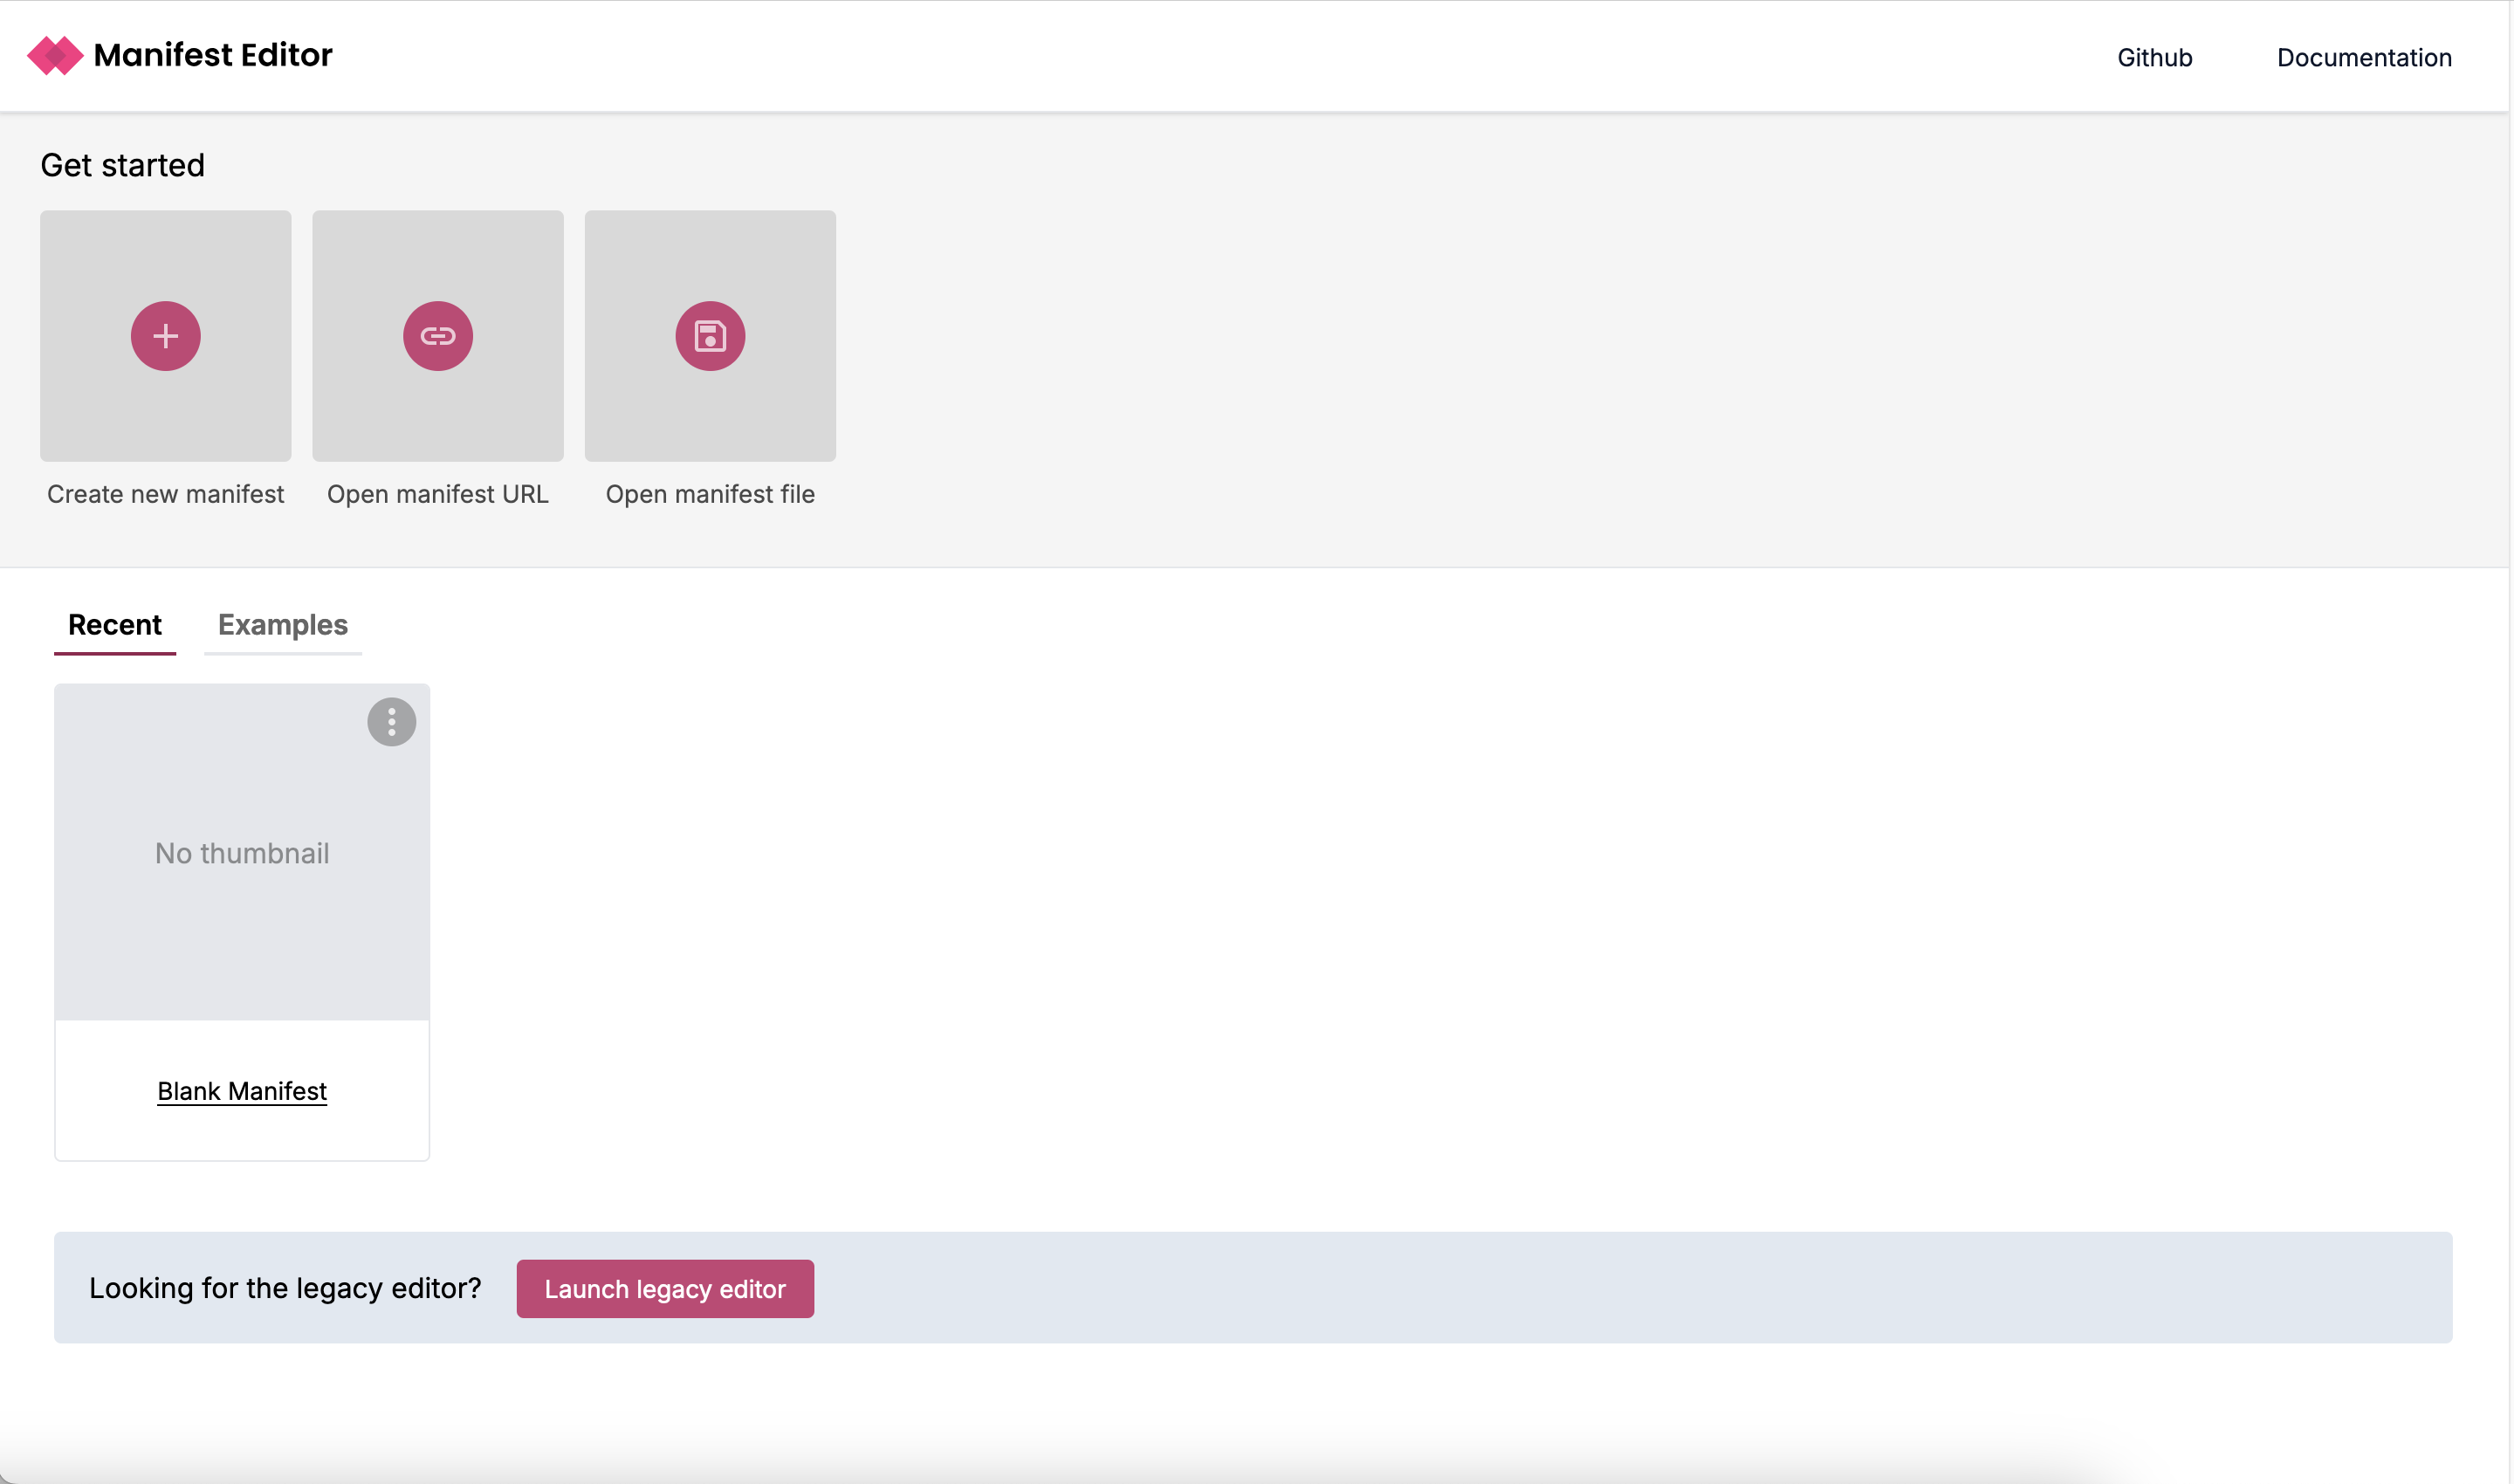 Manifest Editor
Github
Documentation
Get started
Create new manifest
Open manifest URL
Open manifest file
Recent
Examples
No thumbnail
Blank Manifest
Looking for the legacy editor?
Launch legacy editor